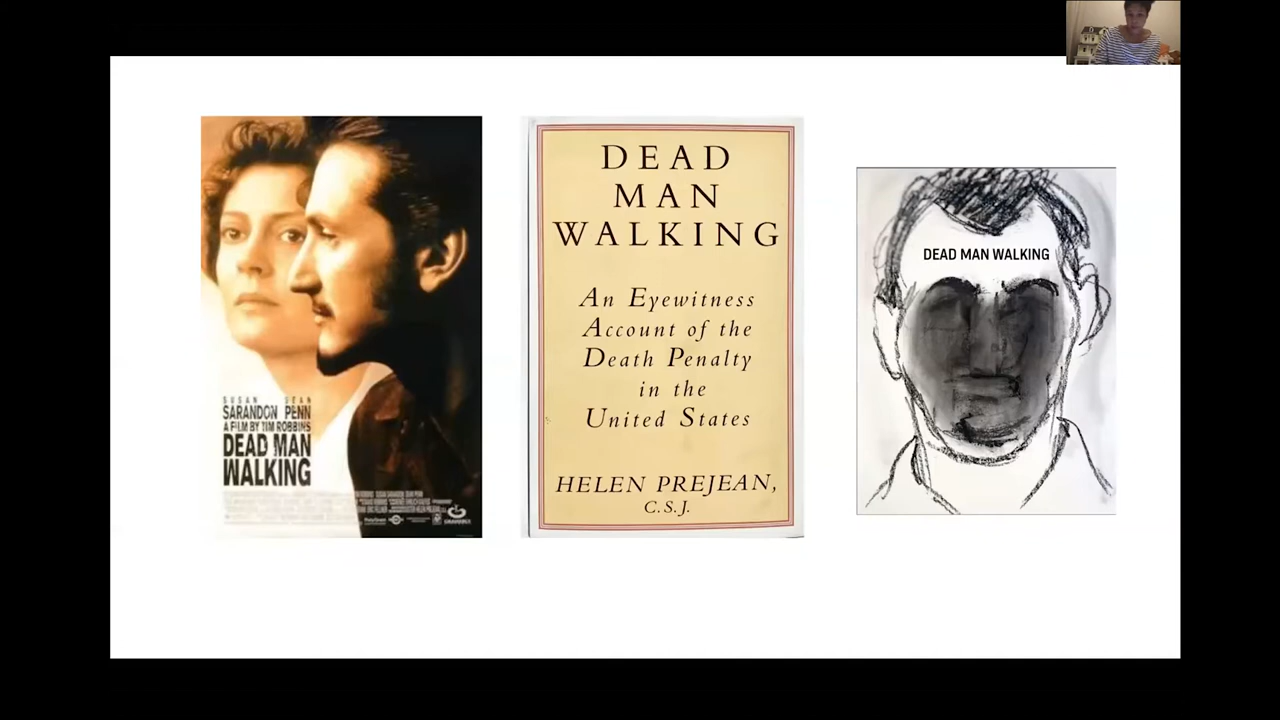 SUSAN SEAN
SARANDON PENN
A FILM BY TIM ROBBINS
DEAD MAN
WALKING
DEAD
MAN
WALKING
An Eyewitness
Account of the
Death Penalty
in the
United States
HELEN PREJEAN,
C.S.J.
DEAD MAN WALKING